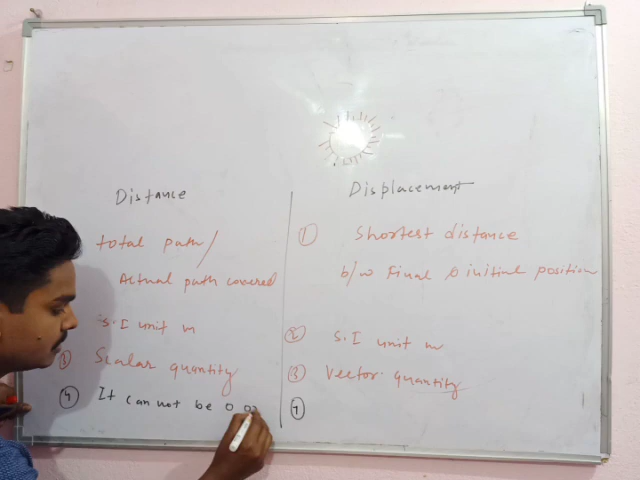 Distance
total path/
Actual path covered
S.I unit m
③ Scalar quantity
④ It can not be 0 or
Displacement
① Shortest distance
b/w Final & initial position
② S.I unit m
③ Vector quantity
④